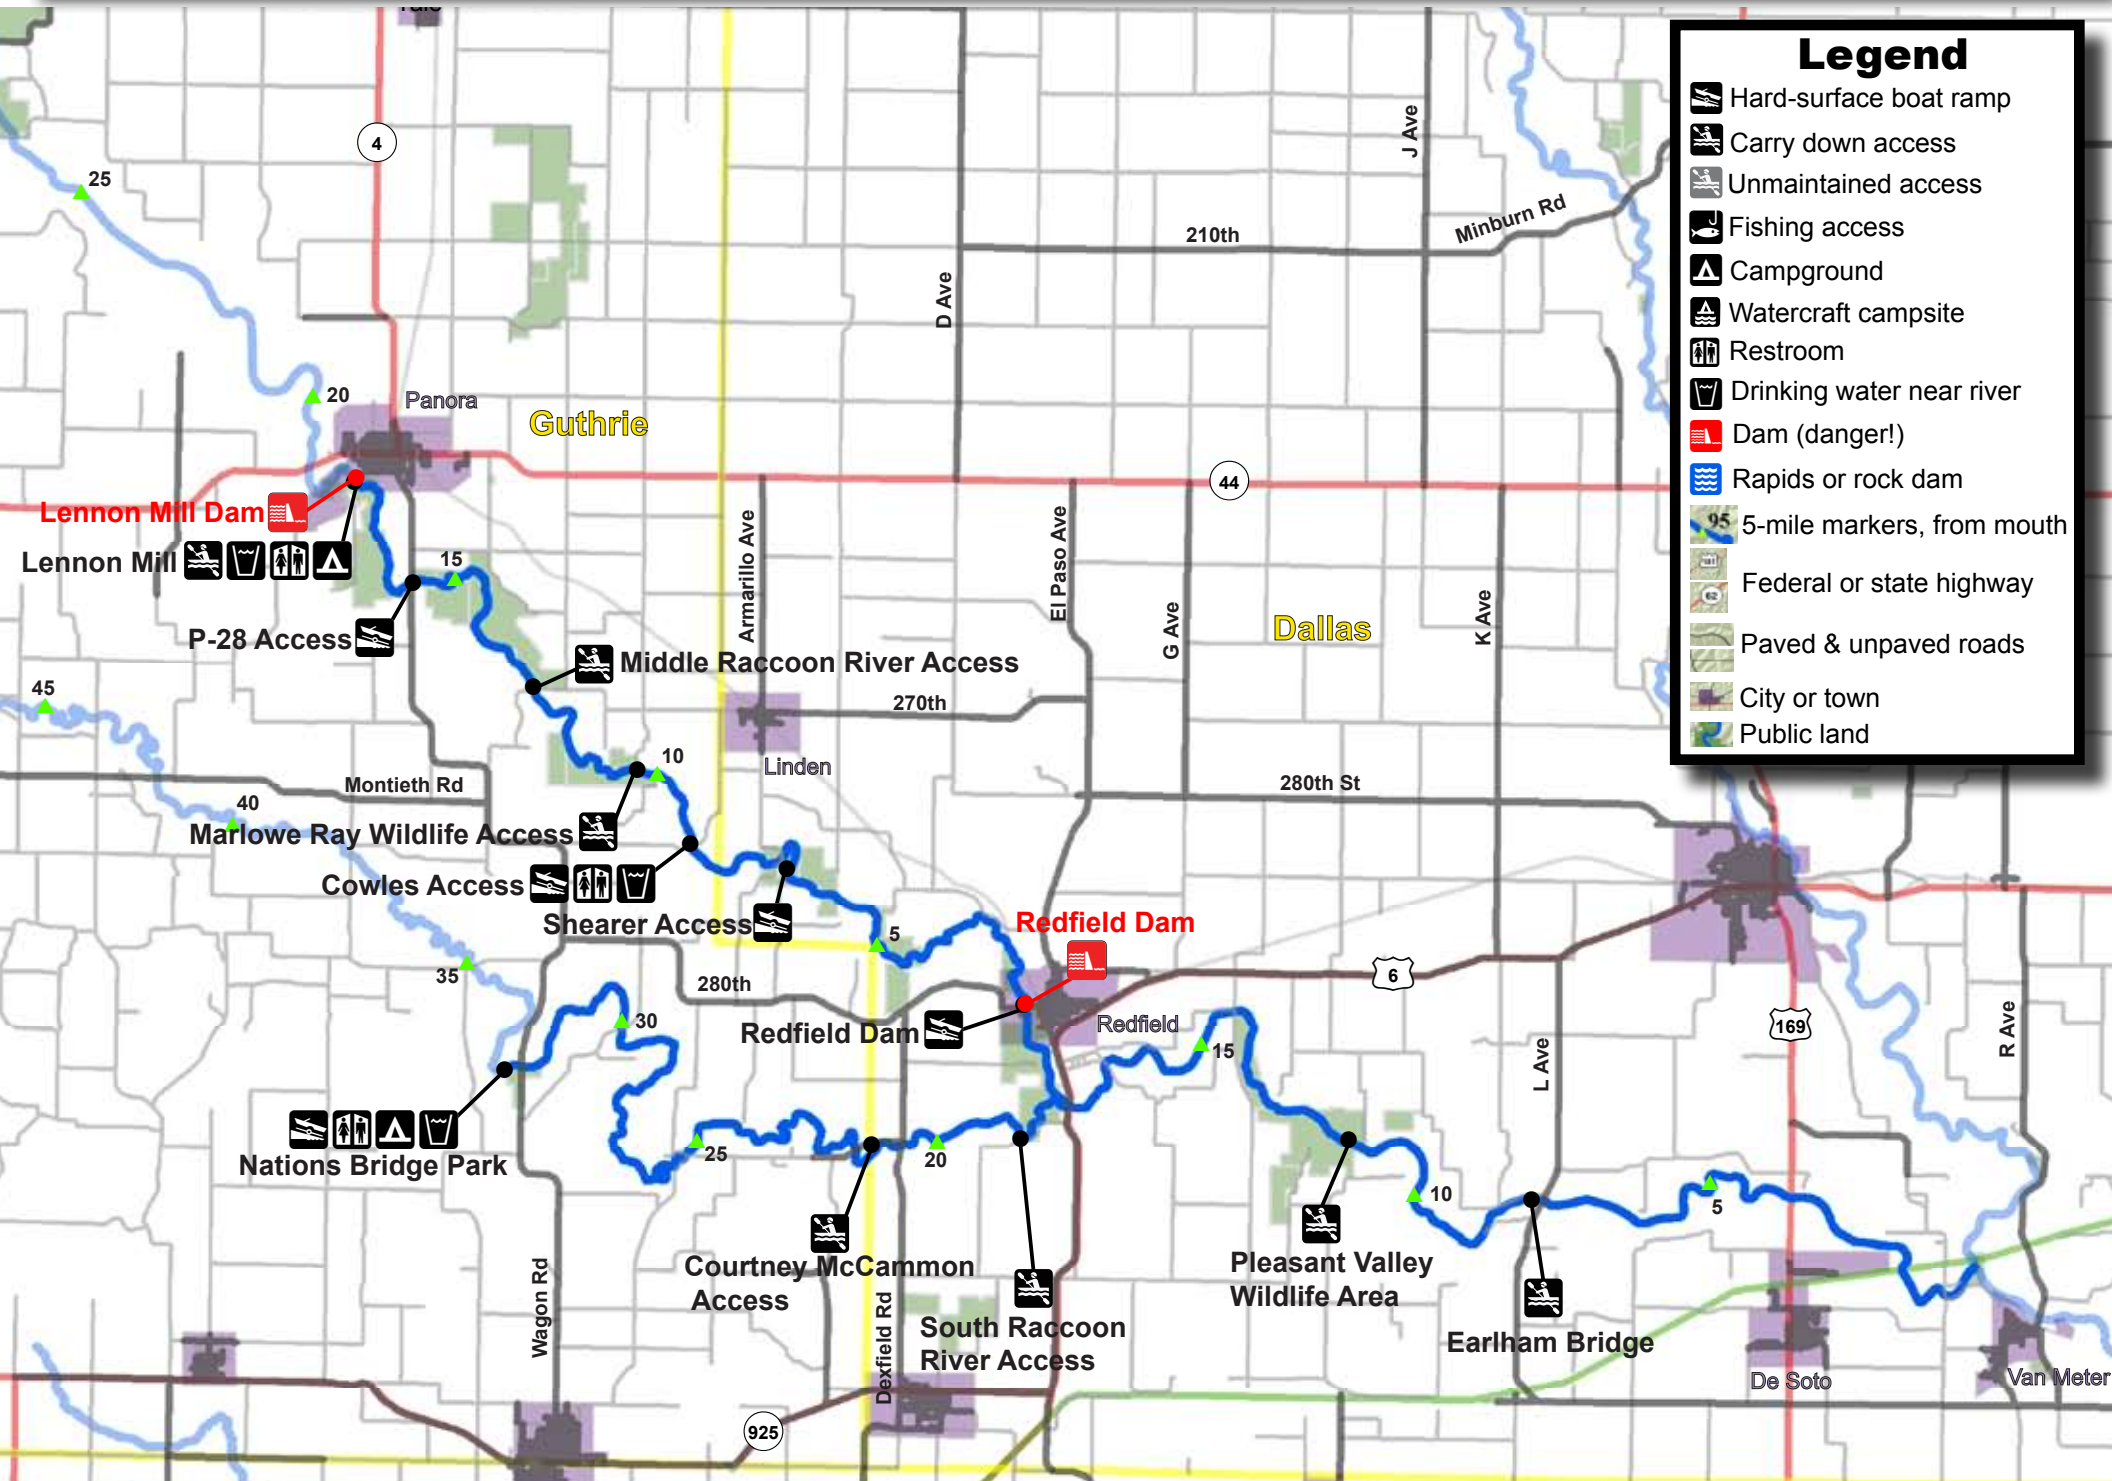 4
25
J Ave
Minburn Rd
210th
D Ave
20
Panora
Guthrie
44
Lennon Mill Dam
Lennon Mill
15
Armarillo Ave
El Paso Ave
G Ave
K Ave
Dallas
P-28 Access
Middle Raccoon River Access
45
270th
10
Linden
Montieth Rd
280th St
40
Marlowe Ray Wildlife Access
Cowles Access
Shearer Access
5
Redfield Dam
35
280th
6
30
Redfield Dam
Redfield
15
169
R Ave
L Ave
Nations Bridge Park
25
20
10
5
Courtney McCammon
Access
Pleasant Valley
Wildlife Area
Wagon Rd
Dexfield Rd
South Raccoon
River Access
Earlham Bridge
De Soto
Van Meter
925
Legend
Hard-surface boat ramp
Carry down access
Unmaintained access
Fishing access
Campground
Watercraft campsite
Restroom
Drinking water near river
Dam (danger!)
Rapids or rock dam
95
5-mile markers, from mouth
Federal or state highway
62
Paved & unpaved roads
City or town
Public land